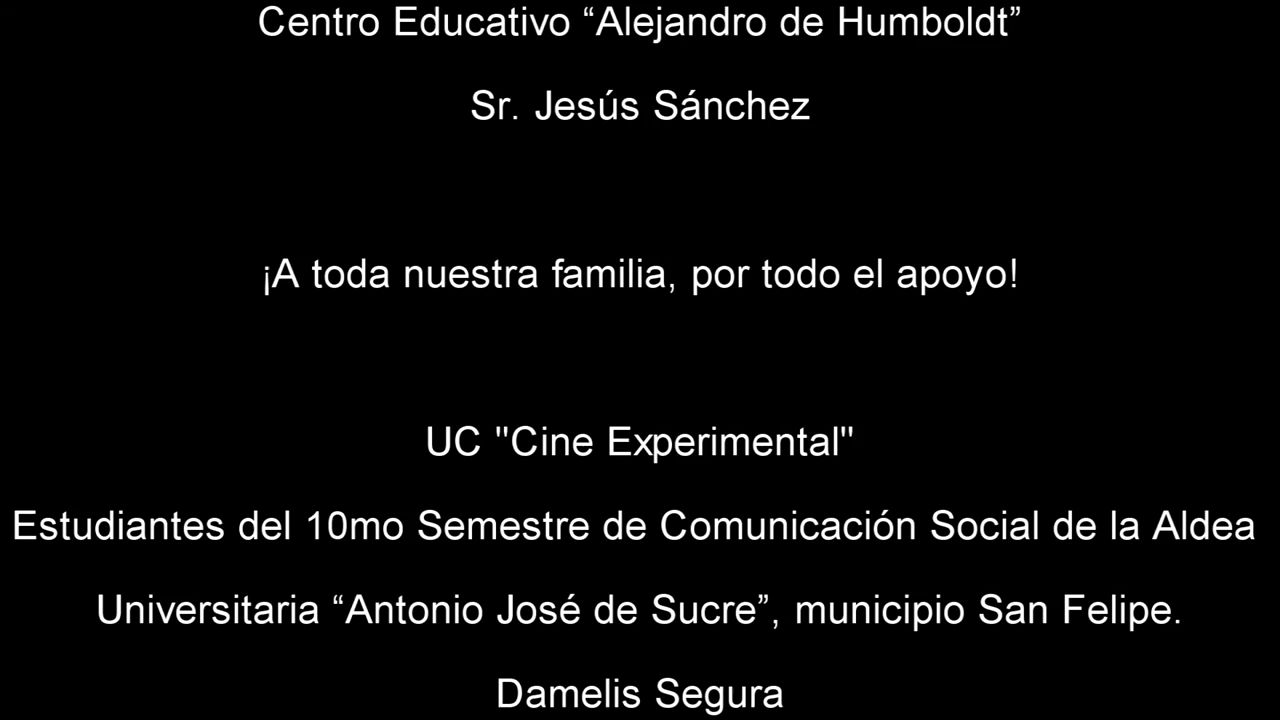 Centro Educativo “Alejandro de Humboldt”
Sr. Jesús Sánchez
¡A toda nuestra familia, por todo el apoyo!
UC "Cine Experimental"
Estudiantes del 10mo Semestre de Comunicación Social de la Aldea
Universitaria “Antonio José de Sucre”, municipio San Felipe.
Damelis Segura